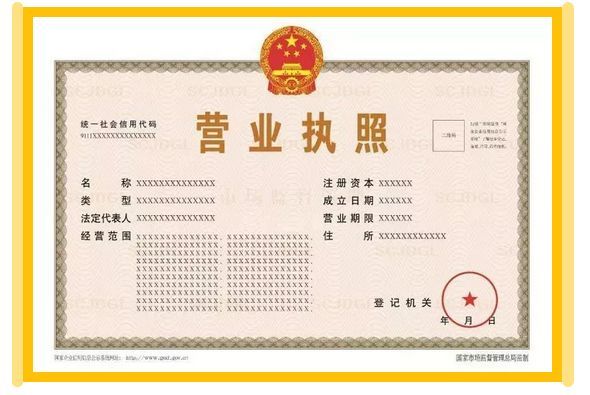 统一社会信用代码
9111XXXXXXXXXXXXXX
营业执照
二维码
名 称 XXXXXXXXXXXXXX
类 型 XXXXXXXXXXXXXX
法定代表人 XXXXXXXXXXXXXX
经营范围 XXXXXXXXXXXXXXXX、XXXXXXXXXXXXXXX、
注册资本 XXXXXX
成立日期 XXXXXX
营业期限 XXXXXX
住 所 XXXXXXXXXXXX
登记机关
年 月 日
国家企业信用信息公示系统网址: http://www.gsxt.gov.cn
国家市场监督管理总局监制
SCJDGL